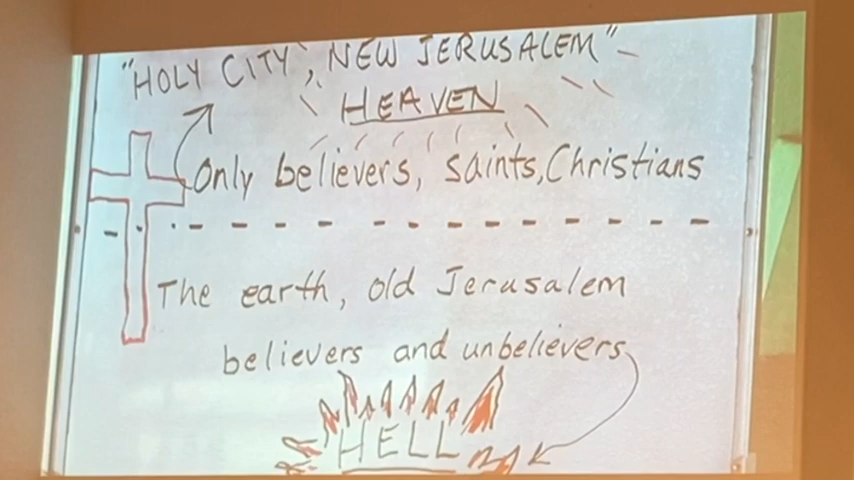 "HOLY CITY, NEW JERUSALEM"
HEAVEN
Only believers, saints, Christians
The earth, old Jerusalem
believers and unbelievers
HELL